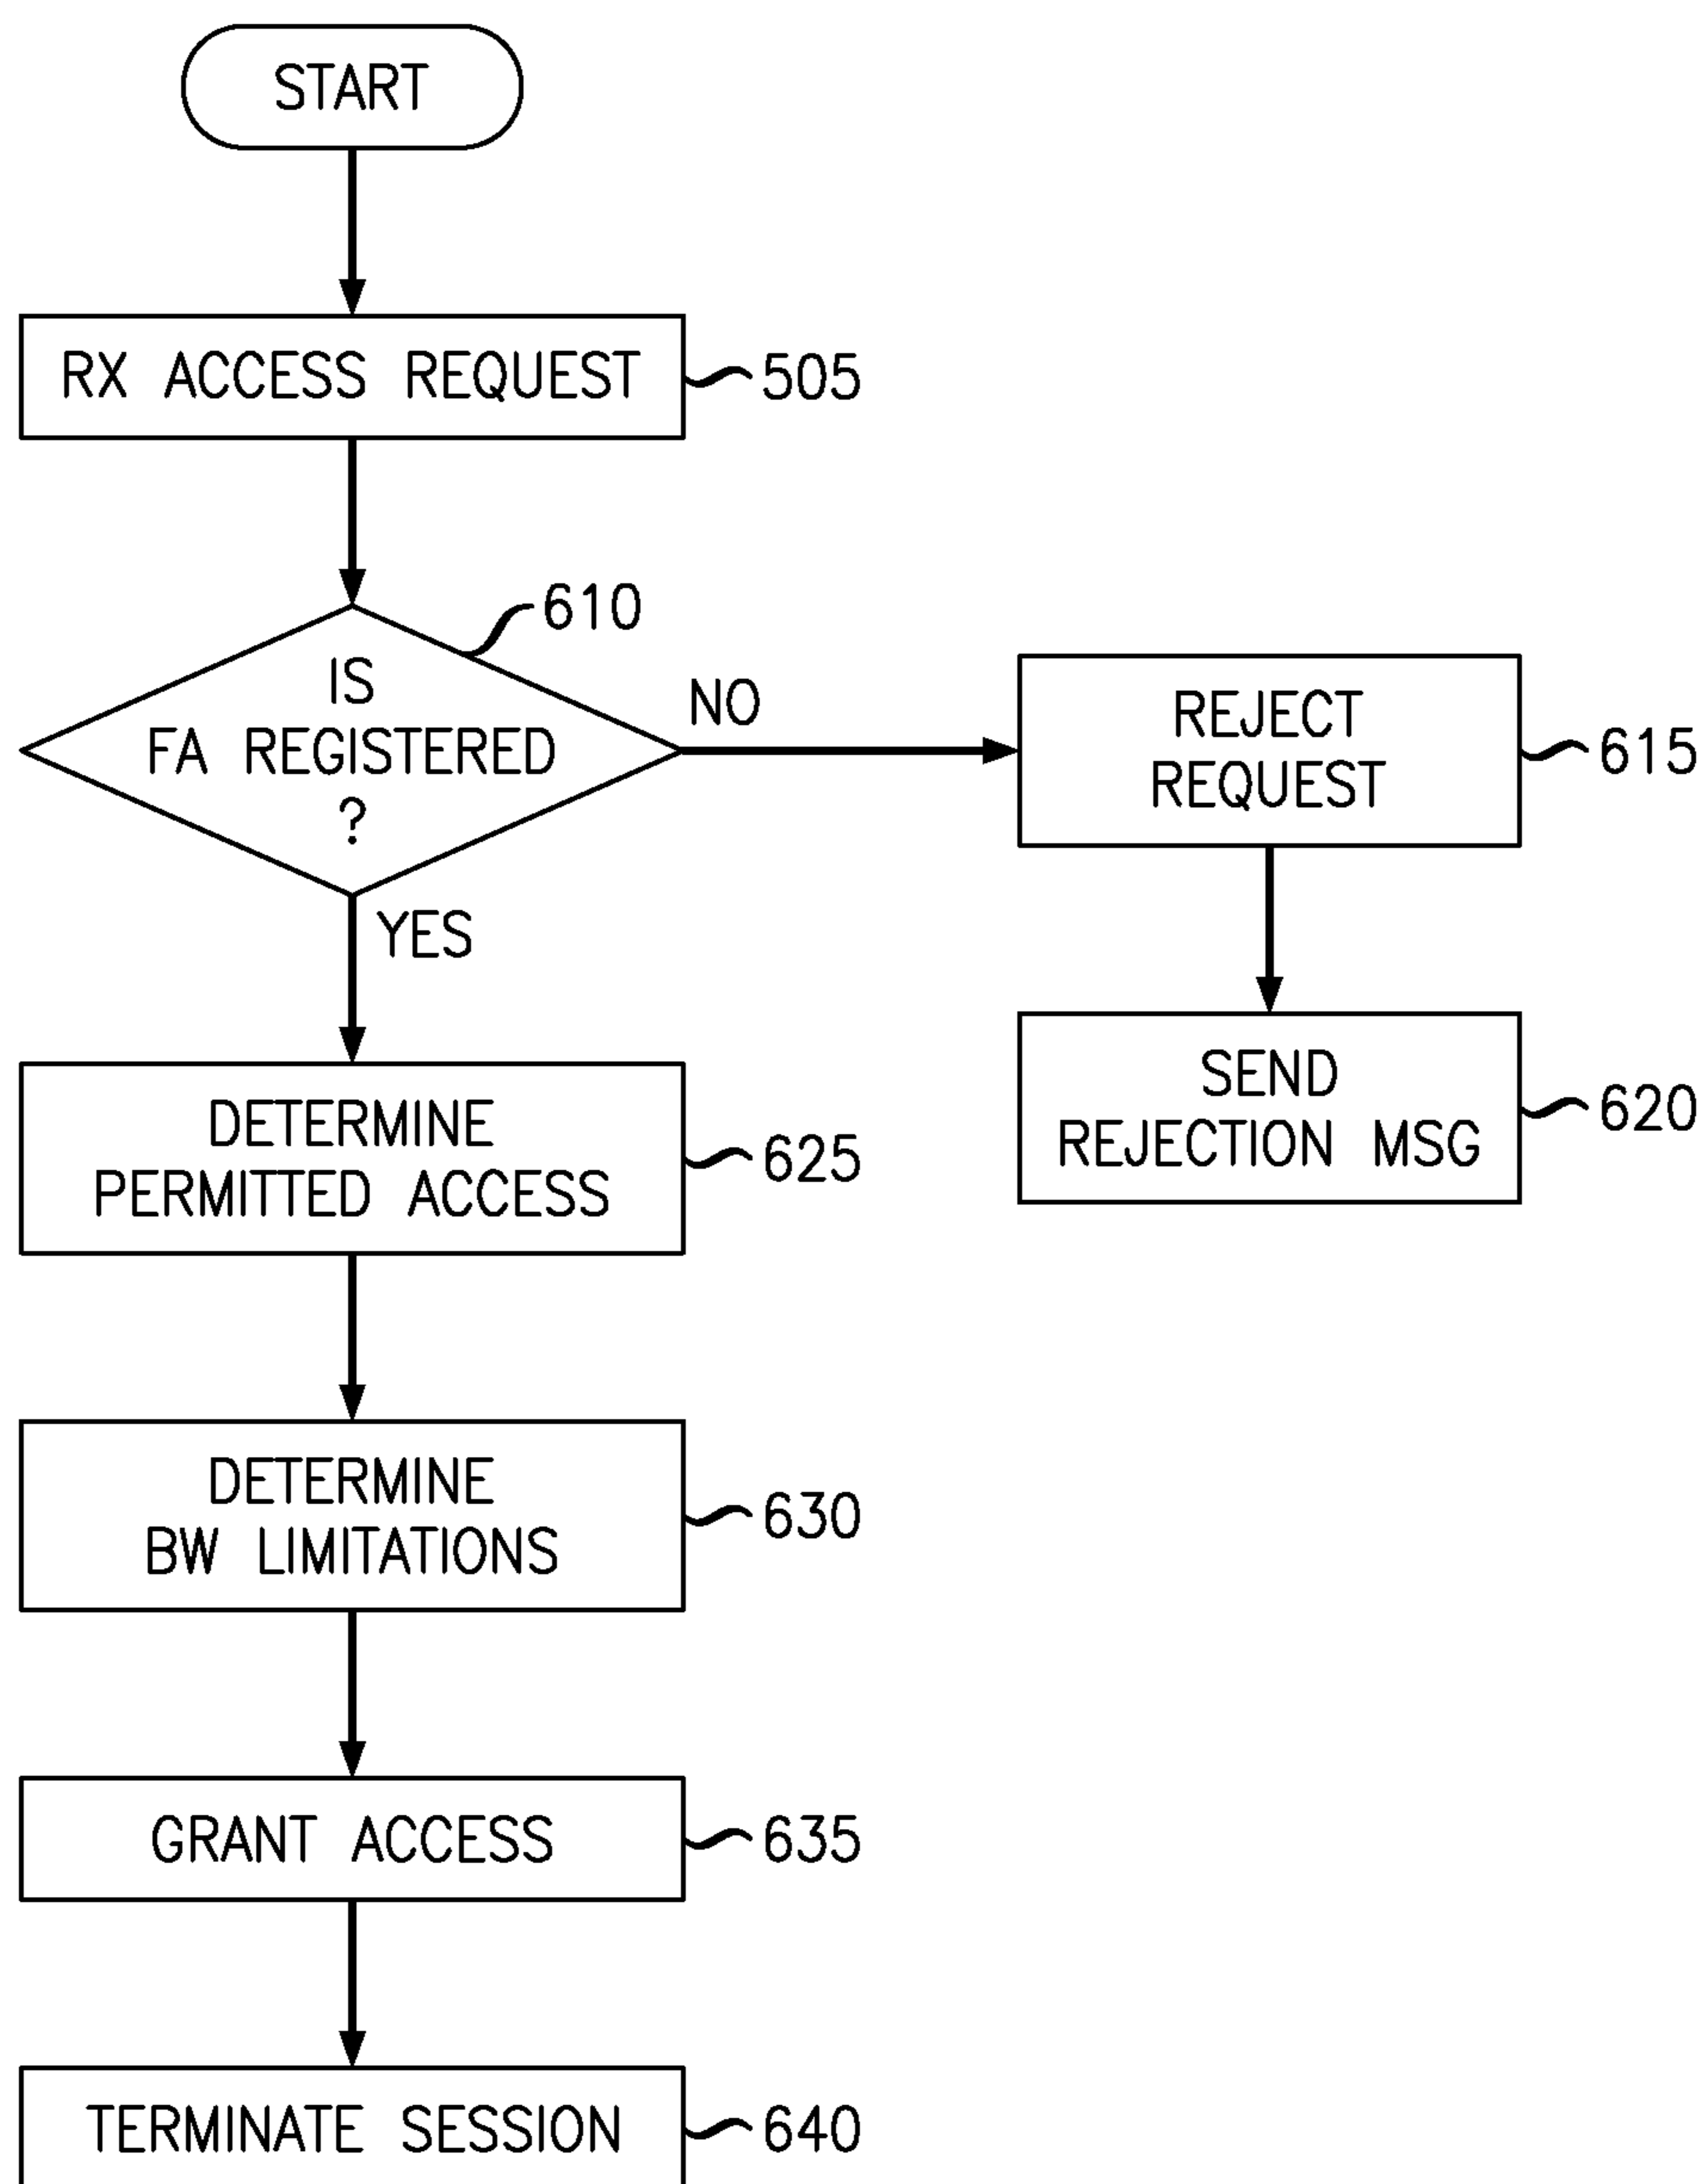 START
RX ACCESS REQUEST
505
610
IS
FA REGISTERED
?
NO
YES
REJECT
REQUEST
615
SEND
REJECTION MSG
620
DETERMINE
PERMITTED ACCESS
625
DETERMINE
BW LIMITATIONS
630
GRANT ACCESS
635
TERMINATE SESSION
640